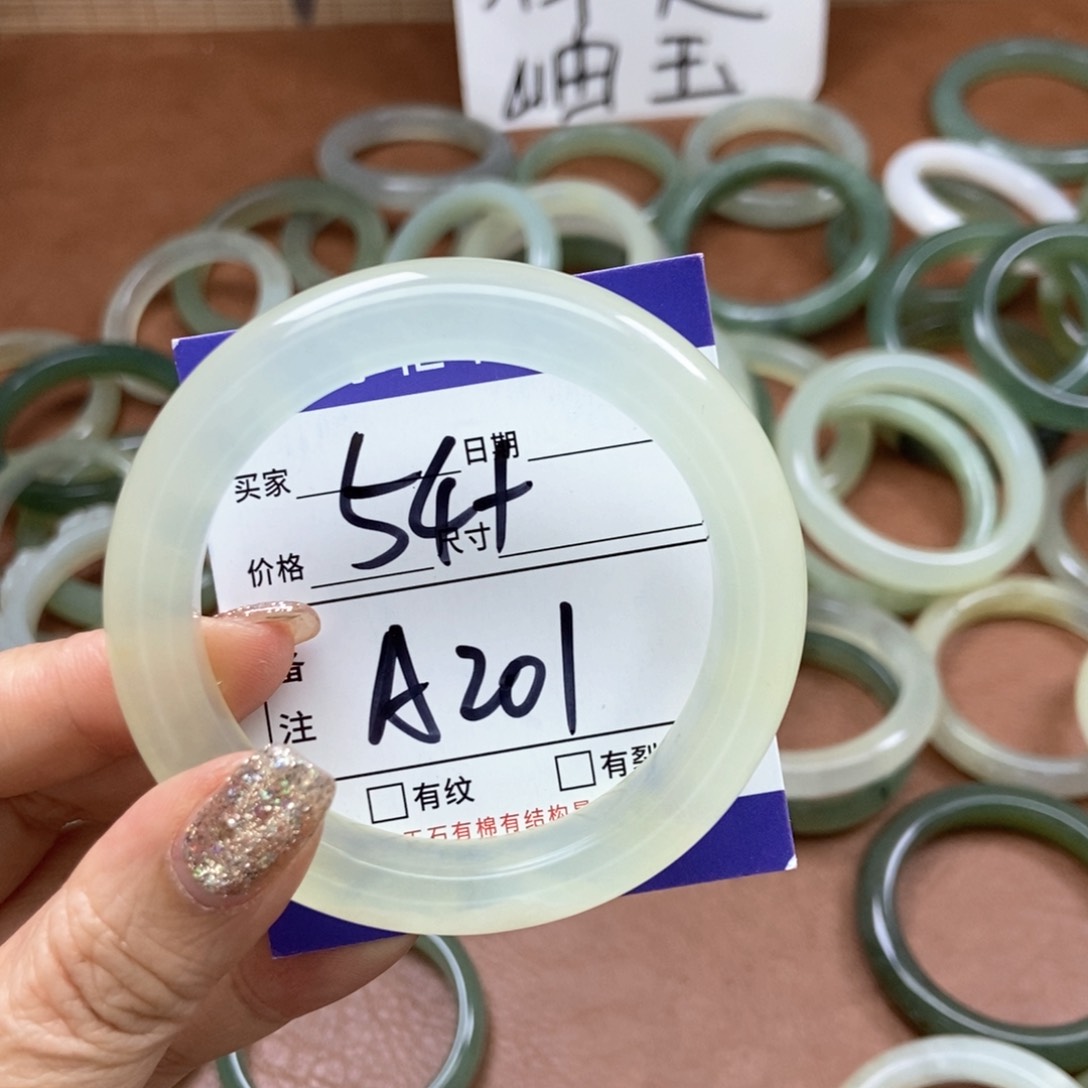 岫玉
买家 54+ 日期
价格 尺寸
备 A201
注
有纹 有裂
玉石有棉有结构